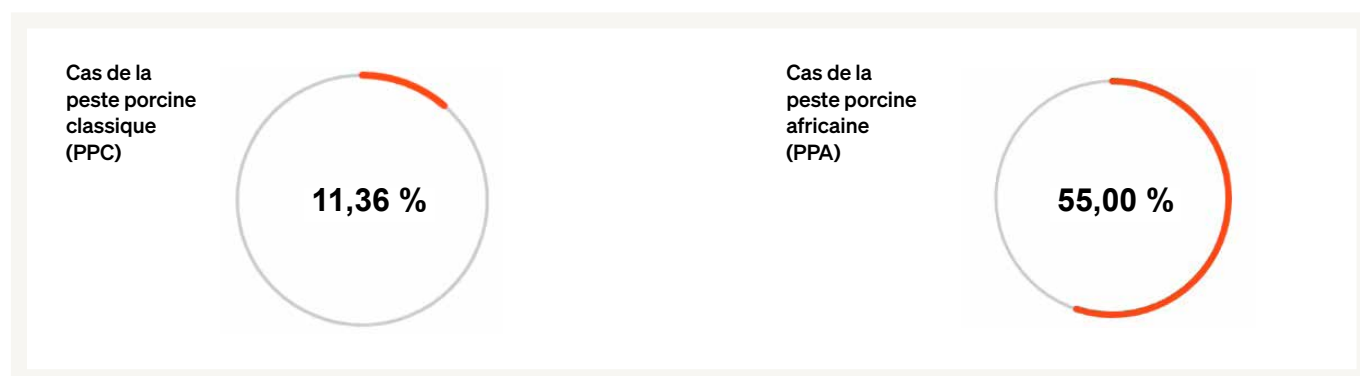 Cas de la
peste porcine
classique
(PPC)
11,36 %
Cas de la
peste porcine
africaine
(PPA)
55,00 %